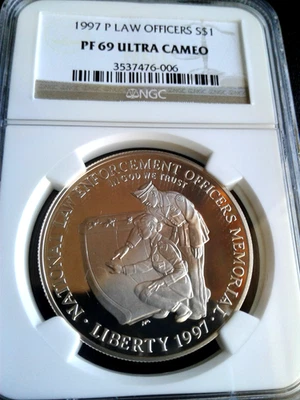 1997 P LAW OFFICERS S$1
PF 69 ULTRA CAMEO
3537476-006
NGC
NATIONAL LAW ENFORCEMENT OFFICERS MEMORIAL
IN GOD WE TRUST
LIBERTY 1997